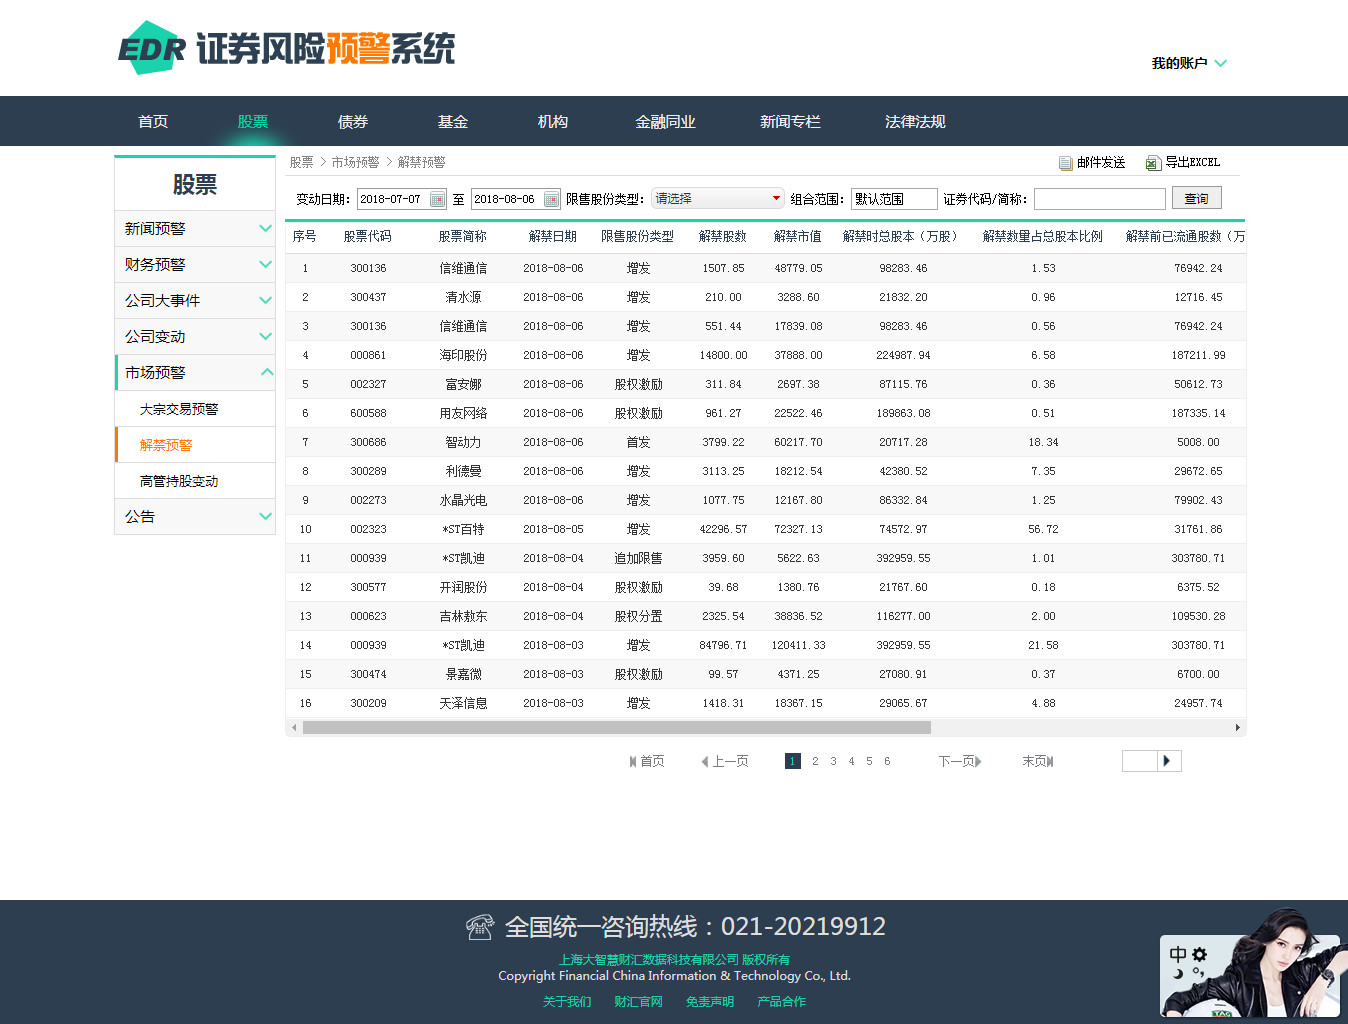 EDR 证券风险预警系统
我的账户
首页 股票 债券 基金 机构 金融同业 新闻专栏 法律法规
股票
新闻预警
财务预警
公司大事件
公司变动
市场预警
大宗交易预警
解禁预警
高管持股变动
公告
股票 > 市场预警 > 解禁预警 邮件发送 导出EXCEL
变动日期: 2018-07-07 至 2018-08-06 限售股份类型: 请选择 组合范围: 默认范围 证券代码/简称: 查询
序号 股票代码 股票简称 解禁日期 限售股份类型 解禁股数 解禁市值 解禁时总股本（万股） 解禁数量占总股本比例 解禁前已流通股数（万
1 300136 信维通信 2018-08-06 增发 1507.85 48779.05 98283.46 1.53 76942.24
2 300437 清水源 2018-08-06 增发 210.00 3288.60 21832.20 0.96 12716.45
3 300136 信维通信 2018-08-06 增发 551.44 17839.08 98283.46 0.56 76942.24
4 000861 海印股份 2018-08-06 增发 14800.00 37888.00 224987.94 6.58 187211.99
5 002327 富安娜 2018-08-06 股权激励 311.84 2697.38 87115.76 0.36 50612.73
6 600588 用友网络 2018-08-06 股权激励 961.27 22522.46 189863.08 0.51 187335.14
7 300686 智动力 2018-08-06 首发 3799.22 60217.70 20717.28 18.34 5008.00
8 300289 利德曼 2018-08-06 增发 3113.25 18212.54 42380.52 7.35 29672.65
9 002273 水晶光电 2018-08-06 增发 1077.75 12167.80 86332.84 1.25 79902.43
10 002323 *ST百特 2018-08-05 增发 42296.57 72327.13 74572.97 56.72 31761.86
11 000939 *ST凯迪 2018-08-04 追加限售 3959.60 5622.63 392959.55 1.01 303780.71
12 300577 开润股份 2018-08-04 股权激励 39.68 1380.76 21767.60 0.18 6375.52
13 000623 吉林敖东 2018-08-04 股权分置 2325.54 38836.52 116277.00 2.00 109530.28
14 000939 *ST凯迪 2018-08-03 增发 84796.71 120411.33 392959.55 21.58 303780.71
15 300474 景嘉微 2018-08-03 股权激励 99.57 4371.25 27080.91 0.37 6700.00
16 300209 天泽信息 2018-08-03 增发 1418.31 18367.15 29065.67 4.88 24957.74
首页 上一页 1 2 3 4 5 6 下一页 末页
全国统一咨询热线：021-20219912
上海大智慧财汇数据科技有限公司 版权所有
Copyright Financial China Information & Technology Co., Ltd.
关于我们 财汇官网 免责声明 产品合作
中
TAG